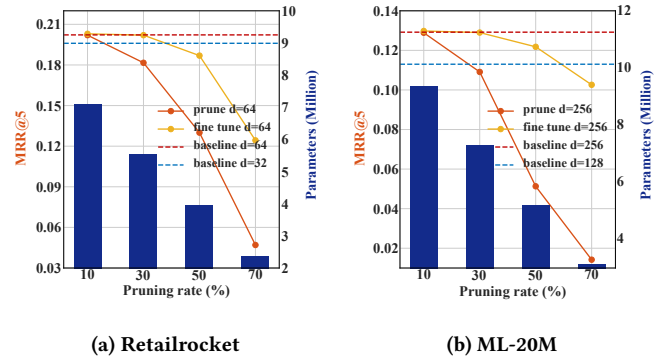 0.21
0.18
0.15
0.12
0.09
0.06
0.03
MRR@5
10
9
8
7
6
5
4
3
2
Parameters (Million)
prune d=64
fine tune d=64
baseline d=64
baseline d=32
10 30 50 70
Pruning rate (%)
(a) Retailrocket
0.14
0.12
0.10
0.08
0.06
0.04
0.02
MRR@5
12
10
8
6
4
Parameters (Million)
prune d=256
fine tune d=256
baseline d=256
baseline d=128
10 30 50 70
Pruning rate (%)
(b) ML-20M